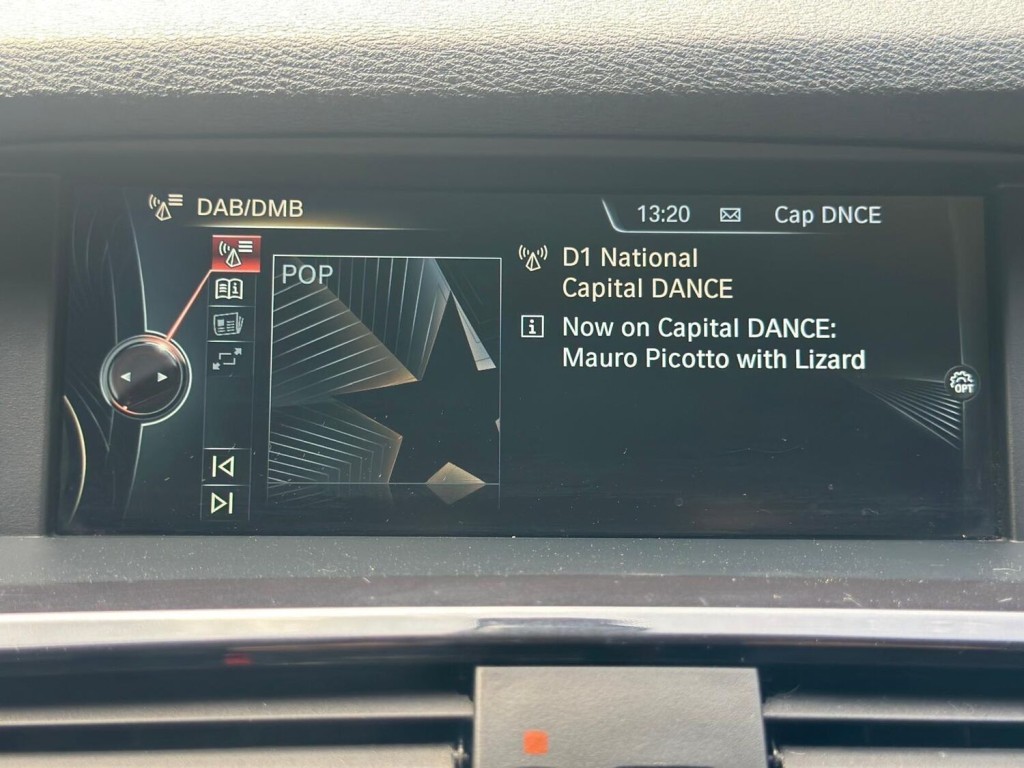 DAB/DMB
13:20
Cap DNCE
POP
D1 National
Capital DANCE
Now on Capital DANCE:
Mauro Picotto with Lizard
OPT